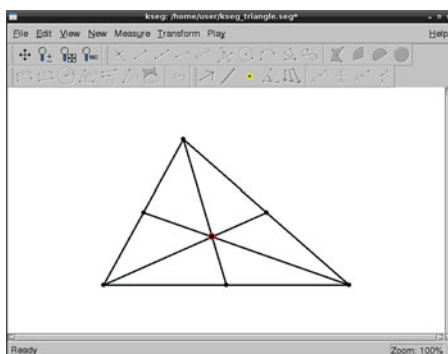 kseg: /home/user/kseg_triangle.seg*
File Edit View New Measure Transform Play Help
Ready Zoom: 100%